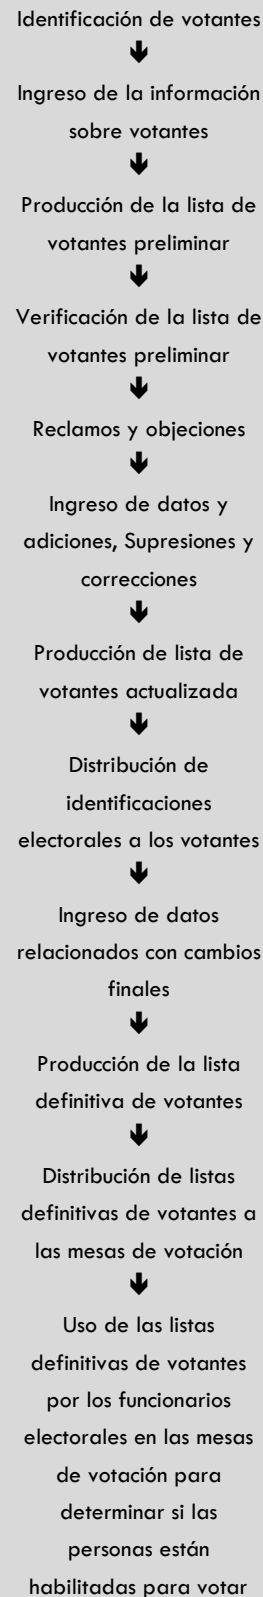 Identificación de votantes
🡻
Ingreso de la información
sobre votantes
🡻
Producción de la lista de
votantes preliminar
🡻
Verificación de la lista de
votantes preliminar
🡻
Reclamos y objeciones
🡻
Ingreso de datos y
adiciones, Supresiones y
correcciones
🡻
Producción de lista de
votantes actualizada
🡻
Distribución de
identificaciones
electorales a los votantes
🡻
Ingreso de datos
relacionados con cambios
finales
🡻
Producción de la lista
definitiva de votantes
🡻
Distribución de listas
definitivas de votantes a
las mesas de votación
🡻
Uso de las listas
definitivas de votantes
por los funcionarios
electorales en las mesas
de votación para
determinar si las
personas están
habilitadas para votar